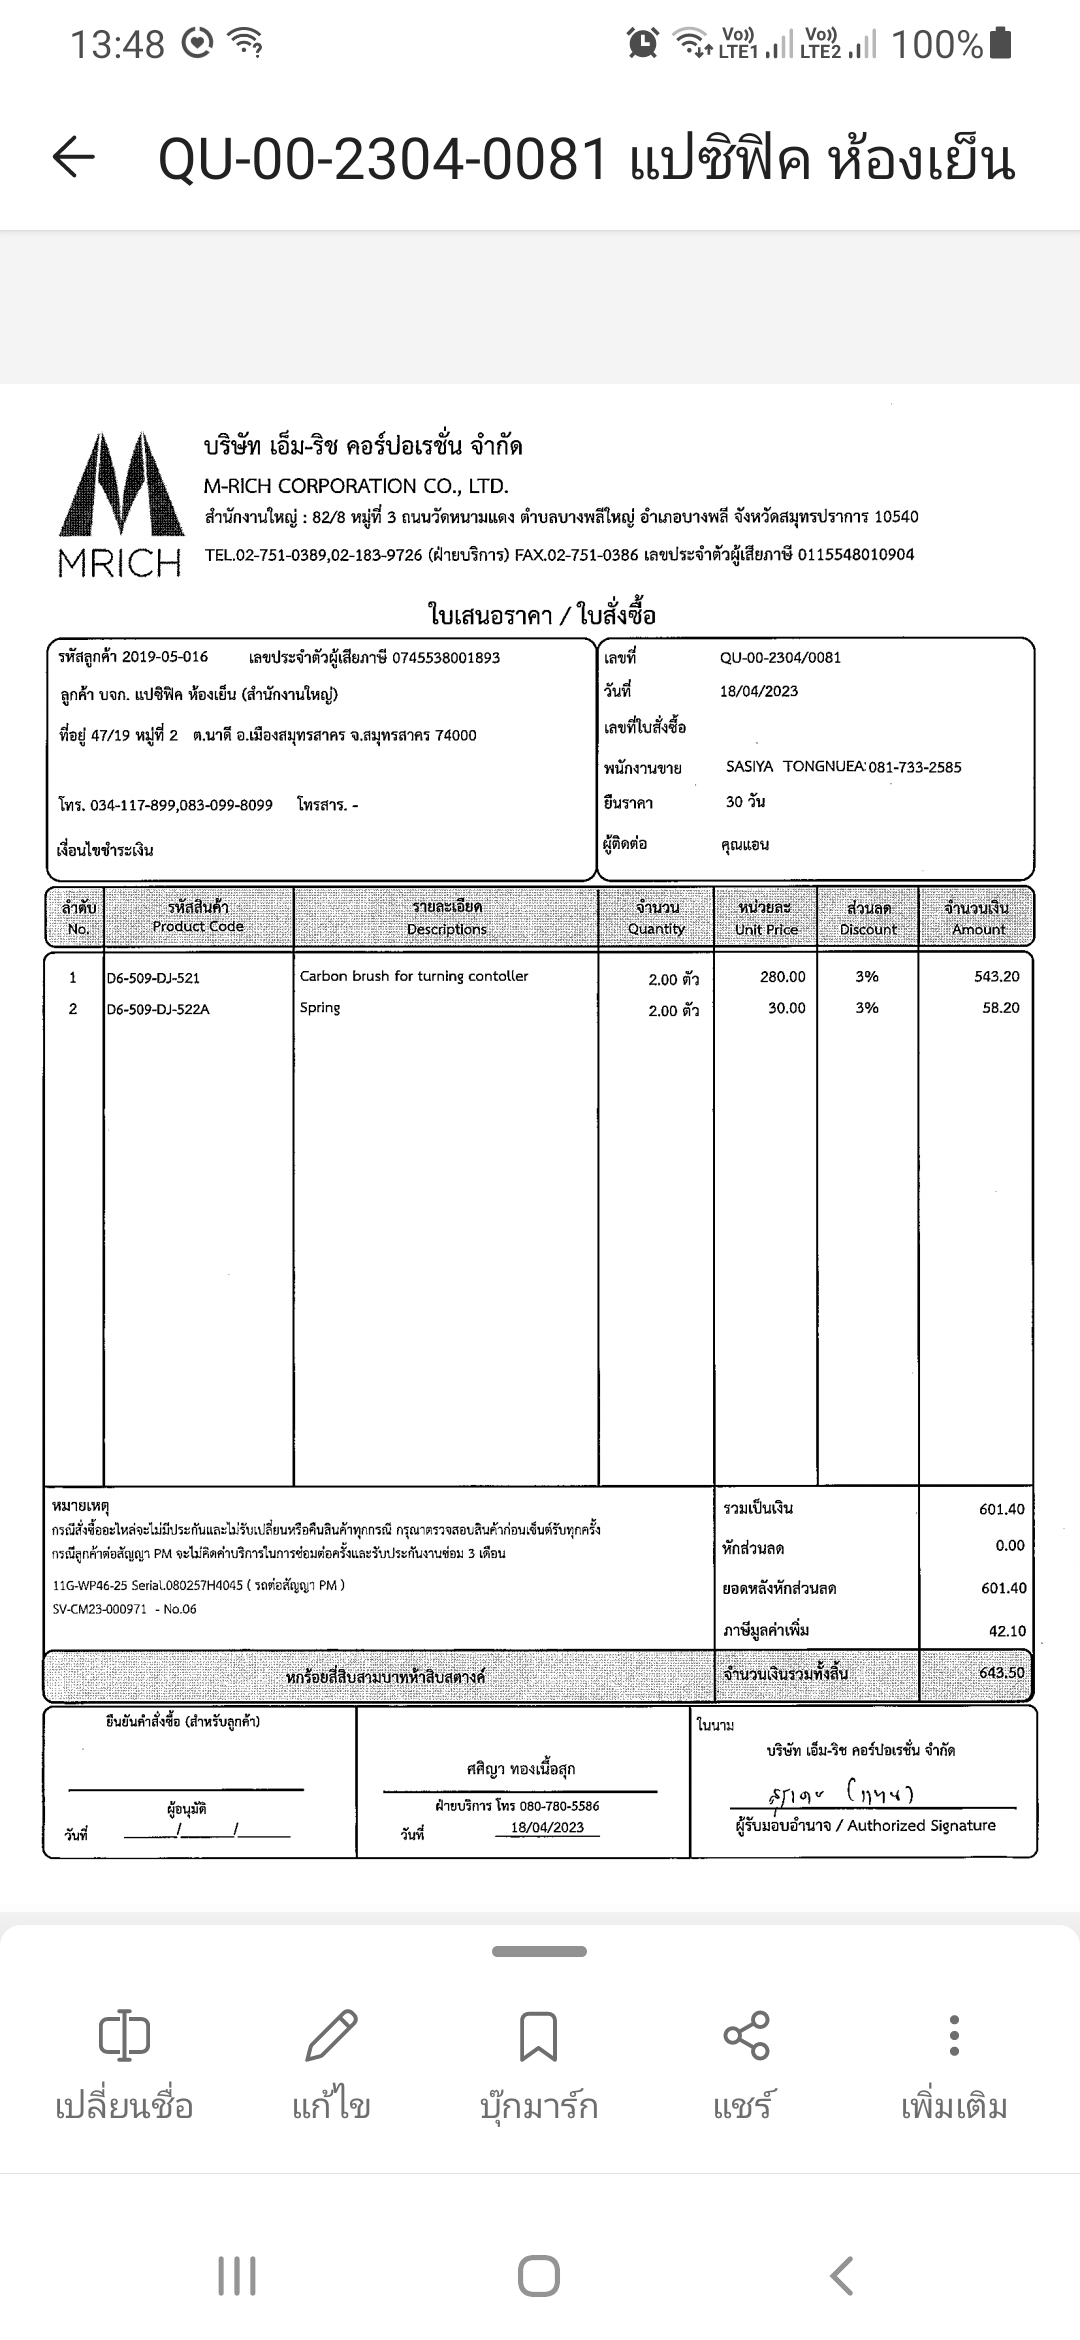 13:48 Vo)) LTE1 Vo)) LTE2 100%
QU-00-2304-0081 แปซิฟิค ห้องเย็น
บริษัท เอ็ม-ริช คอร์ปอเรชั่น จำกัด
M-RICH CORPORATION CO., LTD.
สำนักงานใหญ่ : 82/8 หมู่ที่ 3 ถนนวัดหนามแดง ตำบลบางพลีใหญ่ อำเภอบางพลี จังหวัดสมุทรปราการ 10540
MRICH
TEL.02-751-0389,02-183-9726 (ฝ่ายบริการ) FAX.02-751-0386 เลขประจำตัวผู้เสียภาษี 0115548010904
ใบเสนอราคา / ใบสั่งซื้อ
รหัสลูกค้า 2019-05-016 เลขประจำตัวผู้เสียภาษี 0745538001893
ลูกค้า บจก. แปซิฟิค ห้องเย็น (สำนักงานใหญ่)
ที่อยู่ 47/19 หมู่ที่ 2 ต.นาดี อ.เมืองสมุทรสาคร จ.สมุทรสาคร 74000
โทร. 034-117-899,083-099-8099 โทรสาร. -
เงื่อนไขชำระเงิน
เลขที่ QU-00-2304/0081
วันที่ 18/04/2023
เลขที่ใบสั่งซื้อ
พนักงานขาย SASIYA TONGNUEA 081-733-2585
ยืนราคา 30 วัน
ผู้ติดต่อ คุณแอน
ลำดับ รหัสสินค้า รายละเอียด จำนวน หน่วยละ ส่วนลด จำนวนเงิน
No. Product Code Descriptions Quantity Unit Price Discount Amount
1 D6-509-DJ-521 Carbon brush for turning contoller 2.00 ตัว 280.00 3% 543.20
2 D6-509-DJ-522A Spring 2.00 ตัว 30.00 3% 58.20
หมายเหตุ
กรณีสั่งซื้ออะไหล่จะไม่มีประกันและไม่รับเปลี่ยนหรือคืนสินค้าทุกกรณี กรุณาตรวจสอบสินค้าก่อนเซ็นต์รับทุกครั้ง
กรณีลูกค้าต่อสัญญา PM จะไม่คิดค่าบริการในการซ่อมต่อครั้งและรับประกันงานซ่อม 3 เดือน
11G-WP46-25 Serial.080257H4045 ( รถต่อสัญญา PM )
SV-CM23-000971 - No.06
รวมเป็นเงิน 601.40
หักส่วนลด 0.00
ยอดหลังหักส่วนลด 601.40
ภาษีมูลค่าเพิ่ม 42.10
หกร้อยสี่สิบสามบาทห้าสิบสตางค์ จำนวนเงินรวมทั้งสิ้น 643.50
ยืนยันคำสั่งซื้อ (สำหรับลูกค้า)
ผู้อนุมัติ
วันที่ / /
ศศิญา ทองเนื้อสุก
ฝ่ายบริการ โทร 080-780-5586
วันที่ 18/04/2023
ในนาม
บริษัท เอ็ม-ริช คอร์ปอเรชั่น จำกัด
(แทน)
ผู้รับมอบอำนาจ / Authorized Signature
เปลี่ยนชื่อ แก้ไข บุ๊กมาร์ก แชร์ เพิ่มเติม